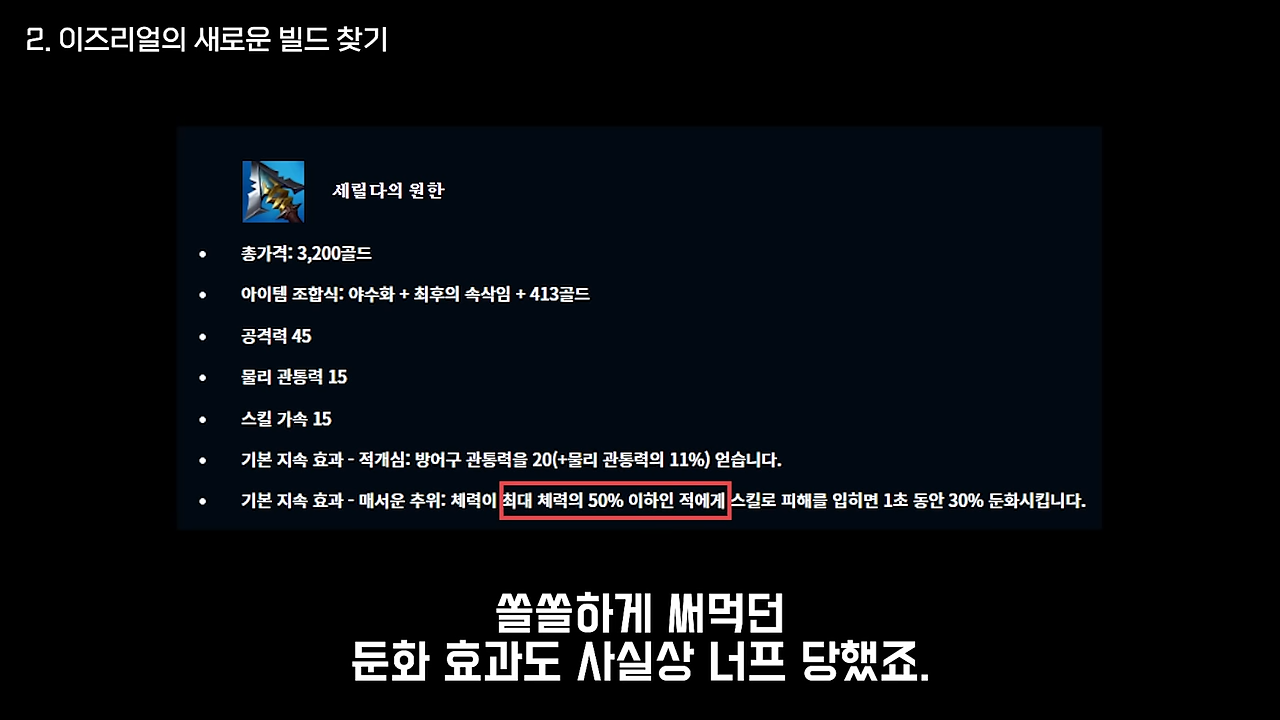 2. 이즈리얼의 새로운 빌드 찾기
세릴다의 원한
• 총가격: 3,200골드
• 아이템 조합식: 야수화 + 최후의 속삭임 + 413골드
• 공격력 45
• 물리 관통력 15
• 스킬 가속 15
• 기본 지속 효과 - 적개심: 방어구 관통력을 20(+물리 관통력의 11%) 얻습니다.
• 기본 지속 효과 - 매서운 추위: 체력이 최대 체력의 50% 이하인 적에게 스킬로 피해를 입히면 1초 동안 30% 둔화시킵니다.
쏠쏠하게 써먹던
둔화 효과도 사실상 너프 당했죠.